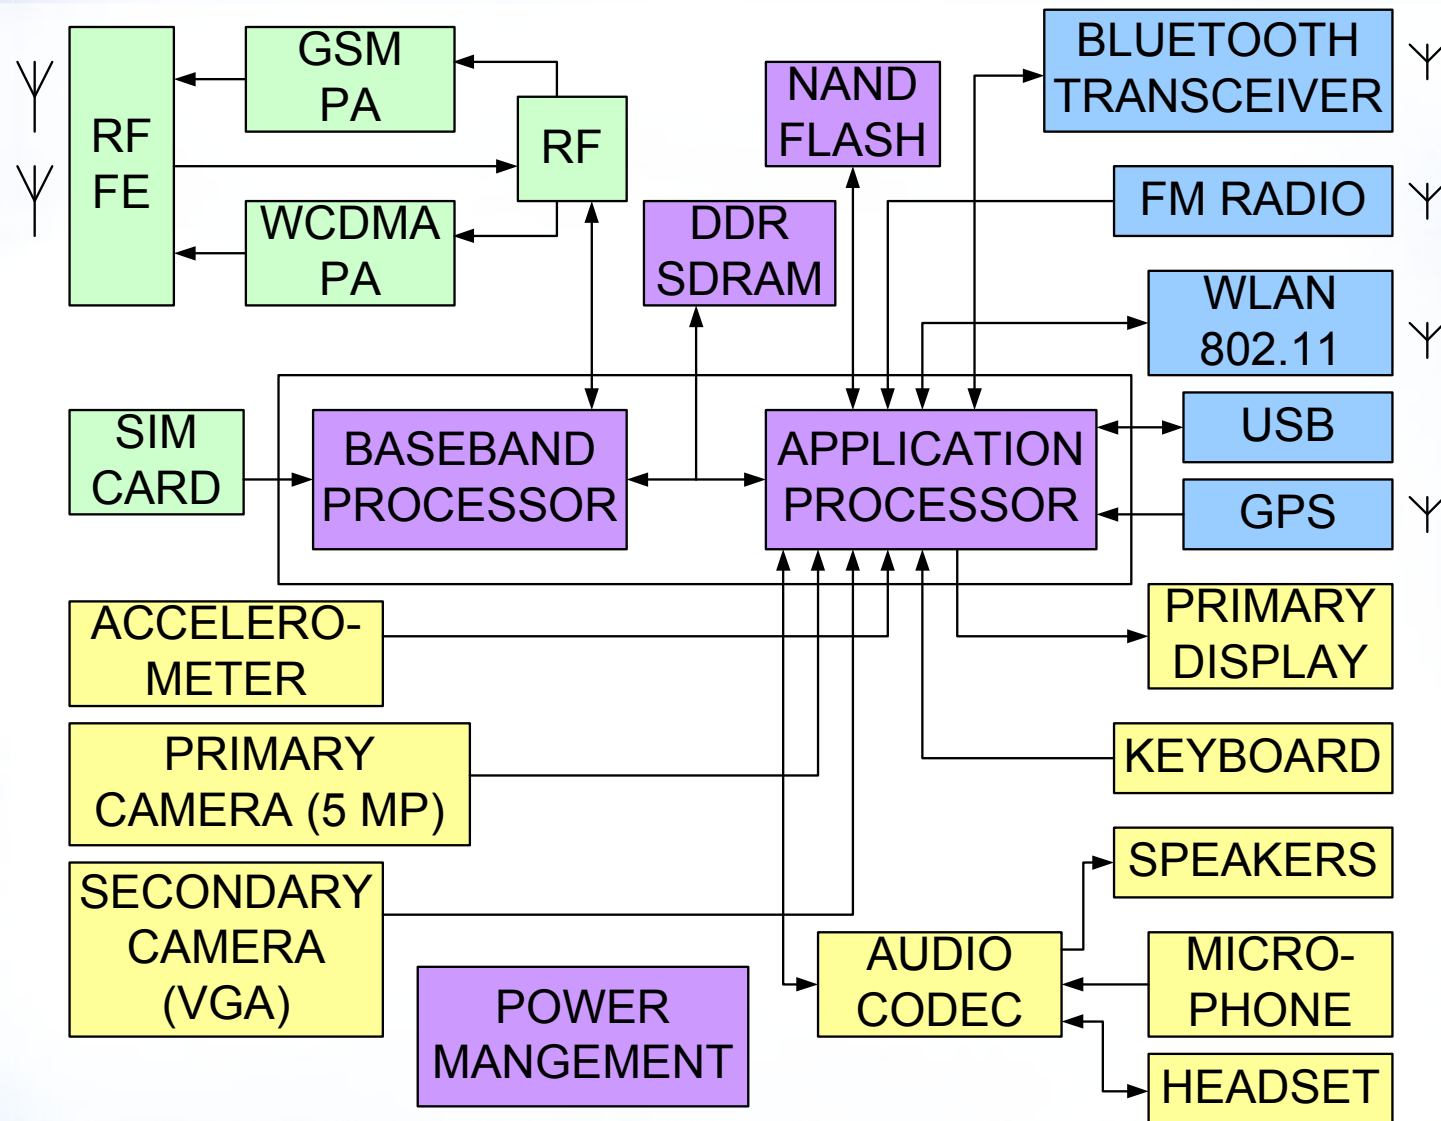 GSM
PA
RF
FE
RF
WCDMA
PA
NAND
FLASH
DDR
SDRAM
BLUETOOTH
TRANSCEIVER
FM RADIO
WLAN
802.11
USB
GPS
SIM
CARD
BASEBAND
PROCESSOR
APPLICATION
PROCESSOR
ACCELERO-
METER
PRIMARY
CAMERA (5 MP)
SECONDARY
CAMERA
(VGA)
POWER
MANGEMENT
PRIMARY
DISPLAY
KEYBOARD
SPEAKERS
AUDIO
CODEC
MICRO-
PHONE
HEADSET